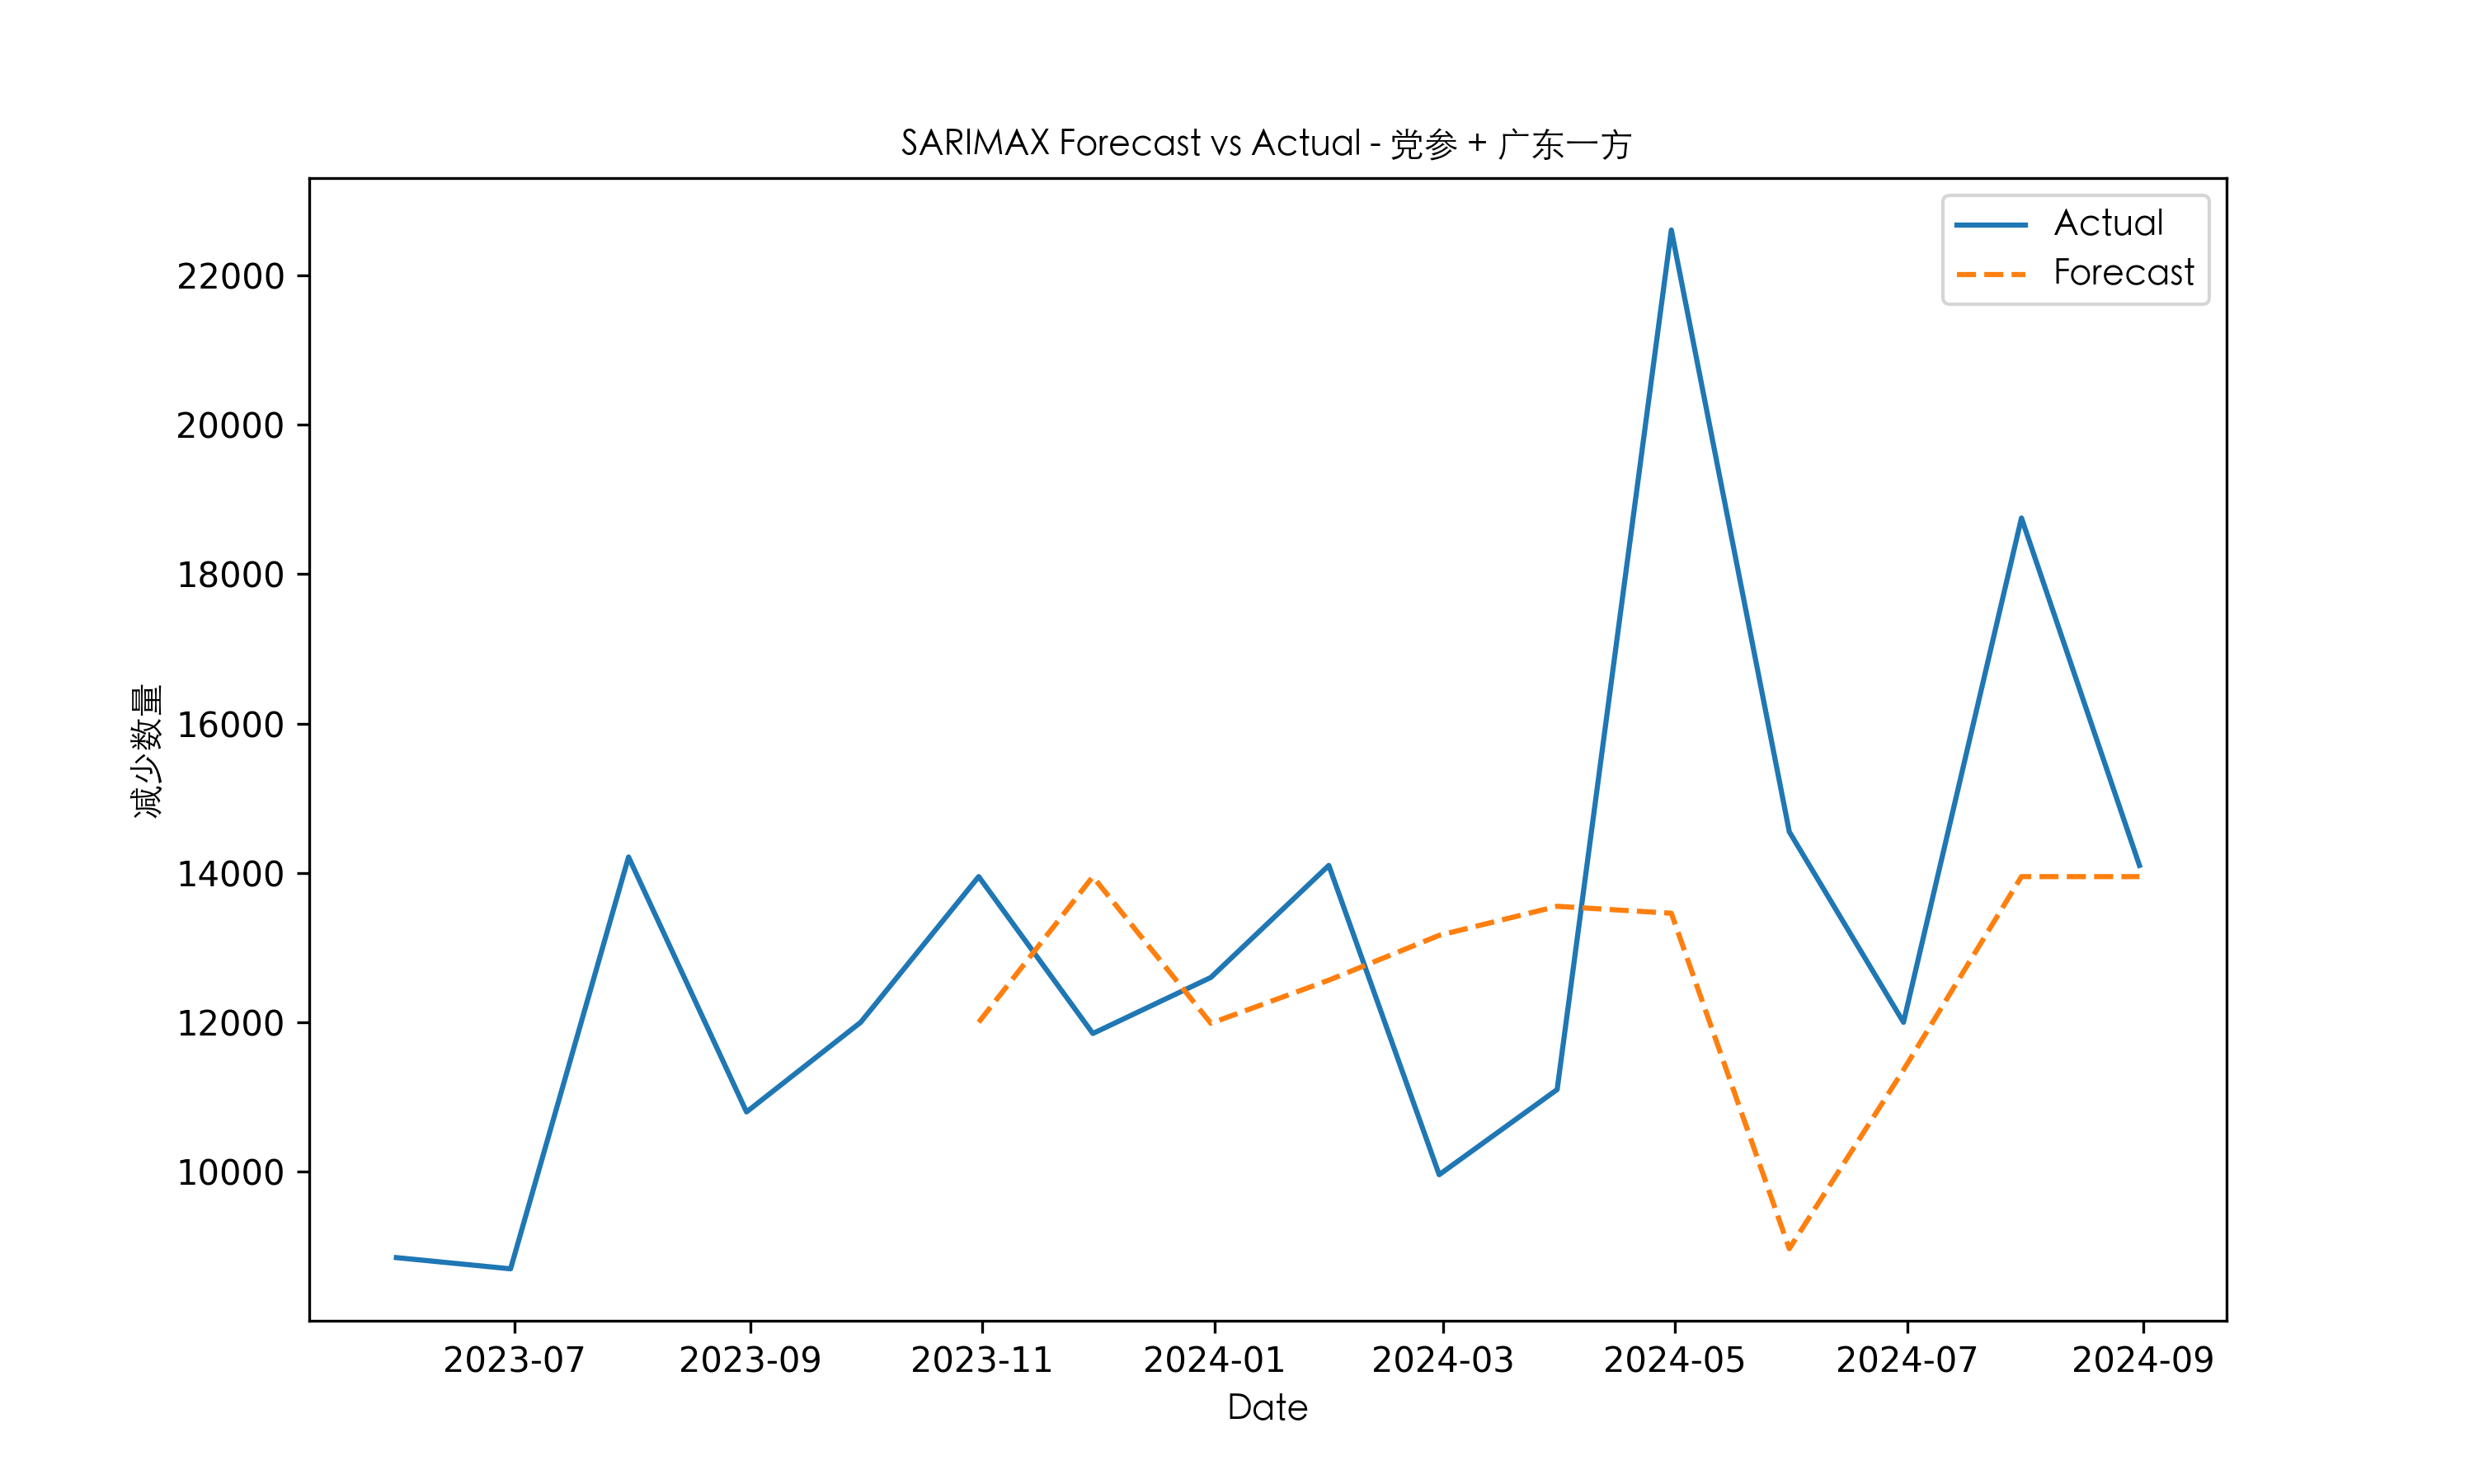 SARIMAX Forecast vs Actual - 党参 + 广东一方
Actual
Forecast
减少数量
22000
20000
18000
16000
14000
12000
10000
2023-07 2023-09 2023-11 2024-01 2024-03 2024-05 2024-07 2024-09
Date